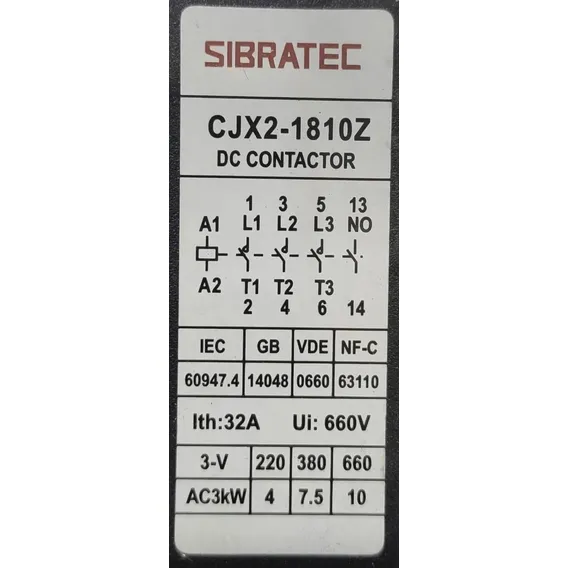 SIBRATEC
CJX2-1810Z
DC CONTACTOR
1 3 5 13
A1 L1 L2 L3 NO
A2 T1 T2 T3
2 4 6 14
IEC GB VDE NF-C
60947.4 14048 0660 63110
Ith:32A Ui: 660V
3-V 220 380 660
AC3kW 4 7.5 10